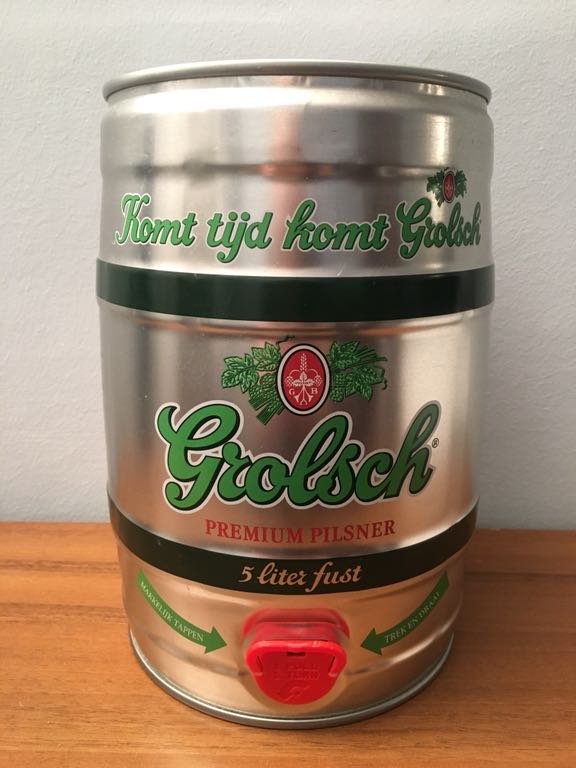 Komt tijd komt Grolsch
G B
Grolsch®
PREMIUM PILSNER
5 liter fust
MAKKELIJK TAPPEN
TREK EN DRAAI